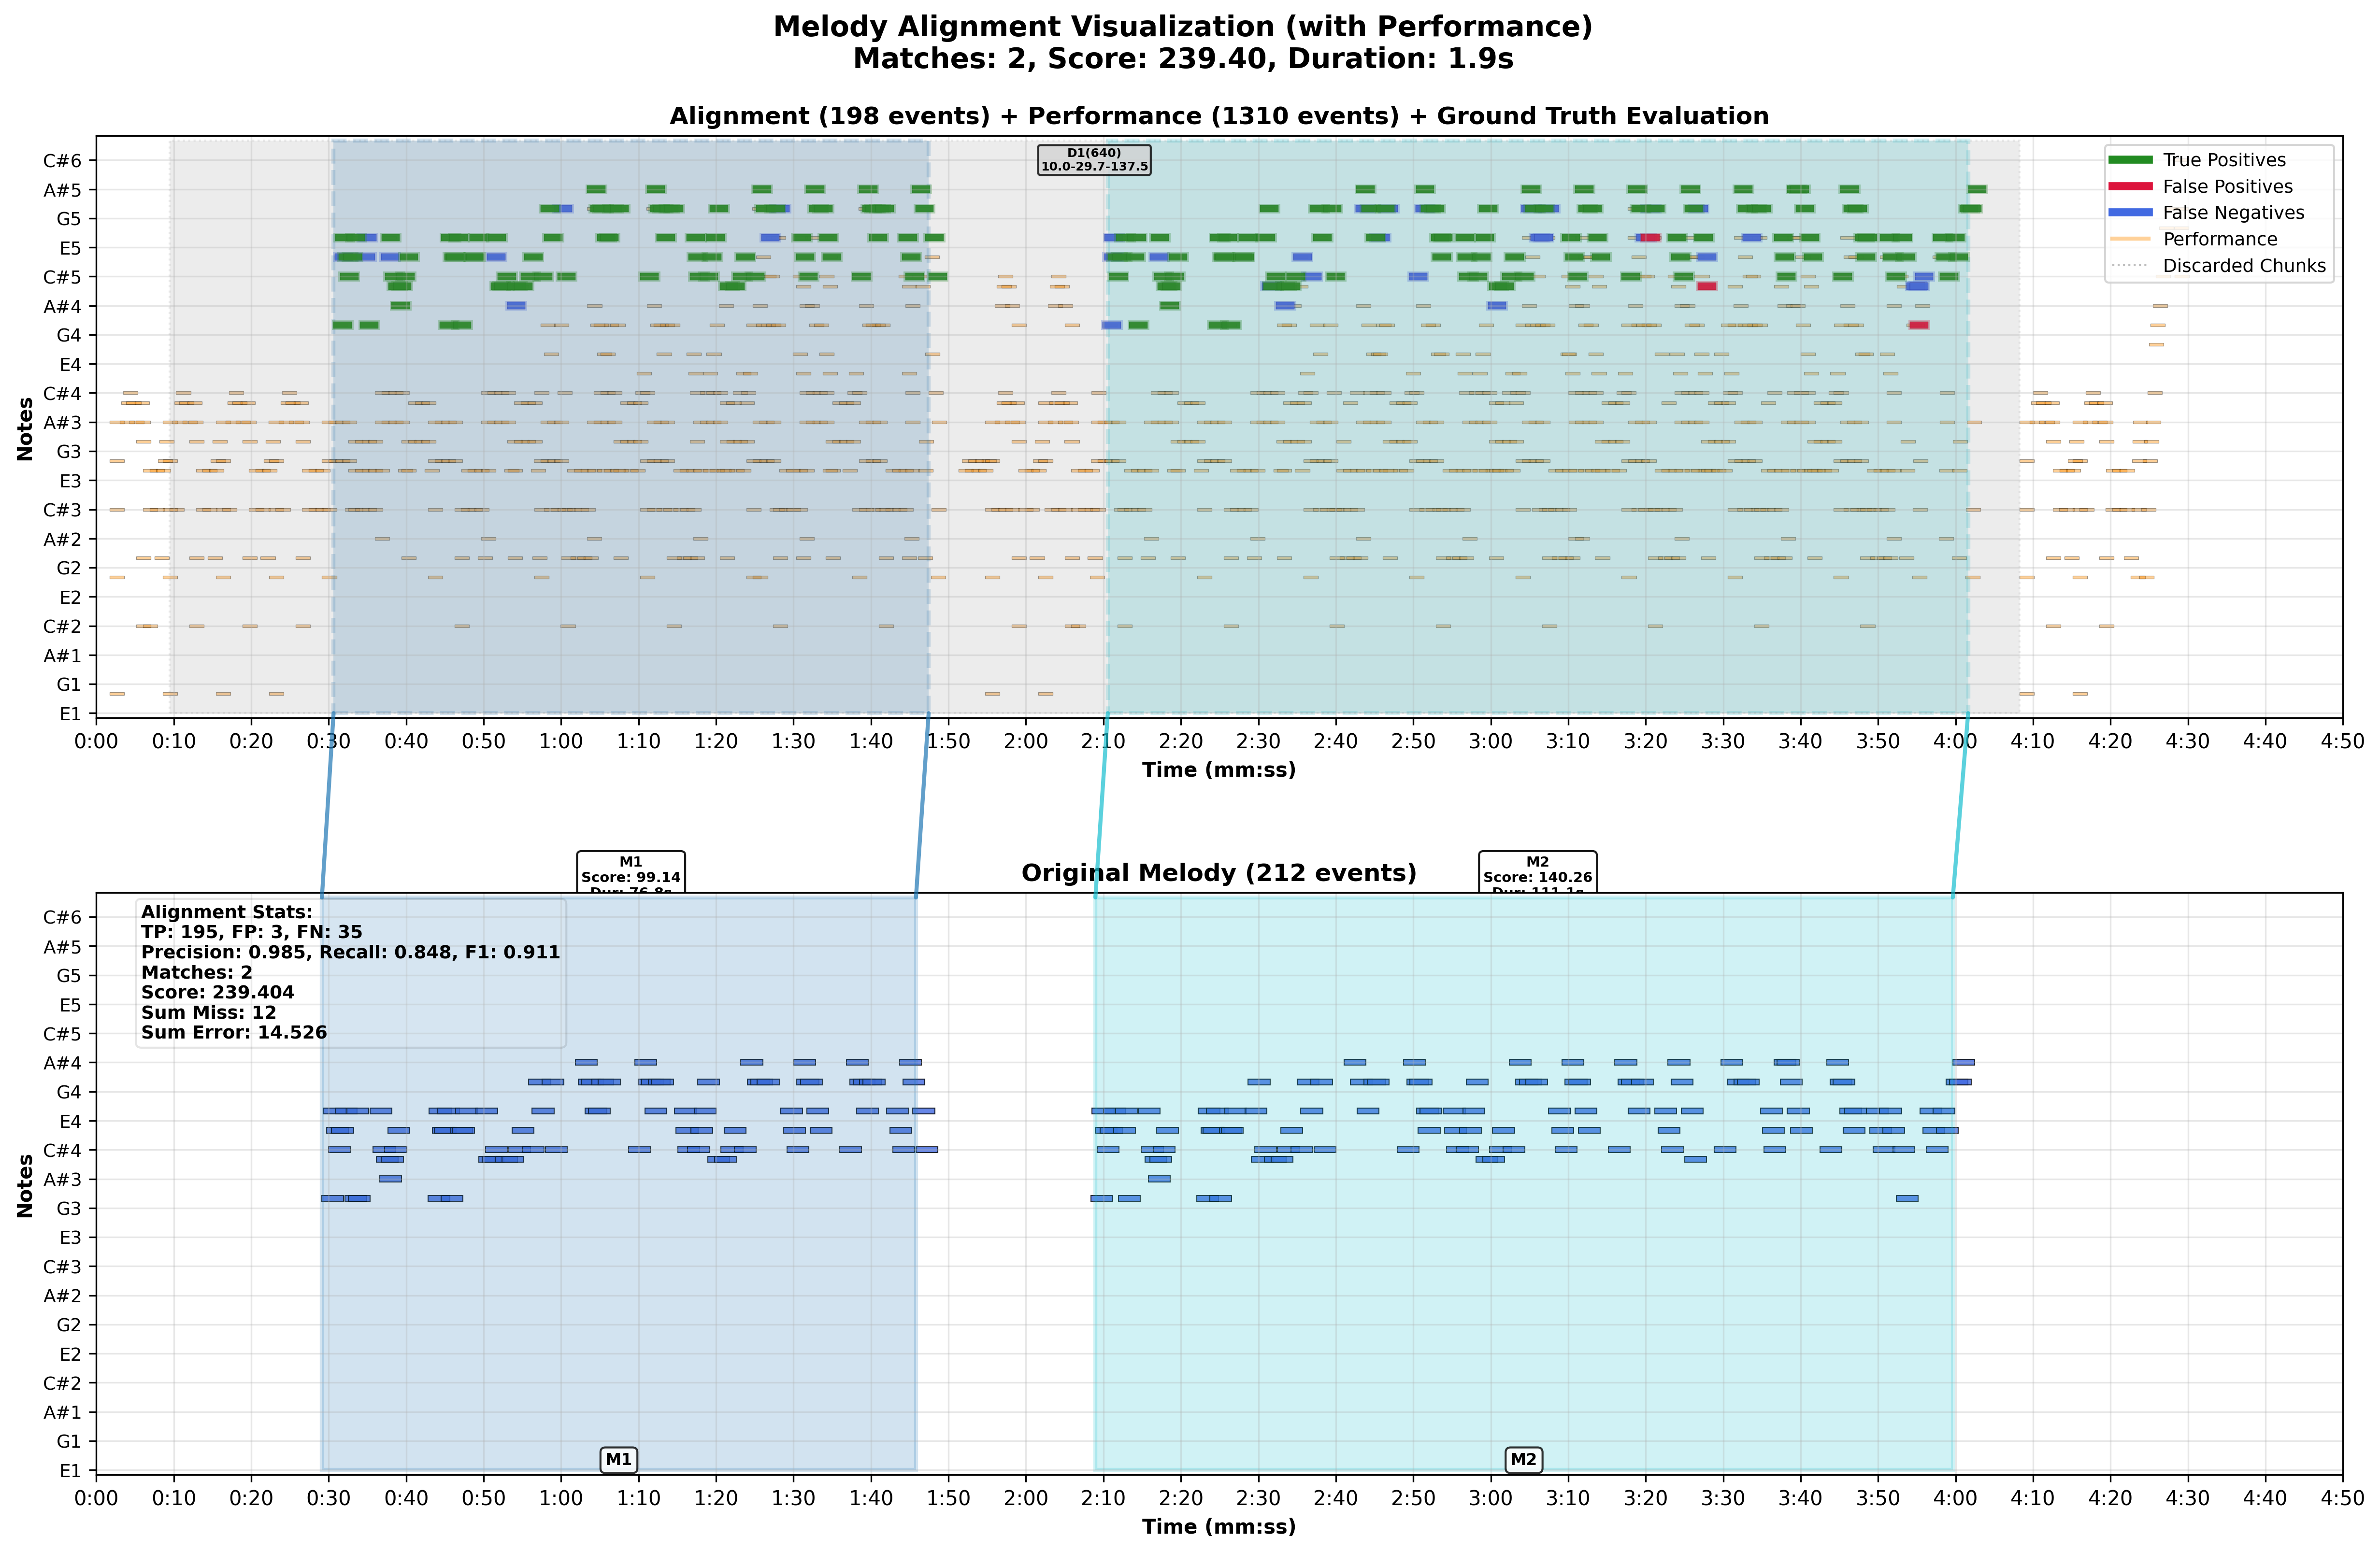 Melody Alignment Visualization (with Performance)
Matches: 2, Score: 239.40, Duration: 1.9s
Alignment (198 events) + Performance (1310 events) + Ground Truth Evaluation
D1(640)
10.0-29.7-137.5
True Positives
False Positives
False Negatives
Performance
Discarded Chunks
Notes
C#6
A#5
G5
E5
C#5
A#4
G4
E4
C#4
A#3
G3
E3
C#3
A#2
G2
E2
C#2
A#1
G1
E1
0:00 0:10 0:20 0:30 0:40 0:50 1:00 1:10 1:20 1:30 1:40 1:50 2:00 2:10 2:20 2:30 2:40 2:50 3:00 3:10 3:20 3:30 3:40 3:50 4:00 4:10 4:20 4:30 4:40 4:50
Time (mm:ss)
M1
Score: 99.14
Dur: 76.8s
Original Melody (212 events)
M2
Score: 140.26
Dur: 111.1s
Alignment Stats:
TP: 195, FP: 3, FN: 35
Precision: 0.985, Recall: 0.848, F1: 0.911
Matches: 2
Score: 239.404
Sum Miss: 12
Sum Error: 14.526
Notes
C#6
A#5
G5
E5
C#5
A#4
G4
E4
C#4
A#3
G3
E3
C#3
A#2
G2
E2
C#2
A#1
G1
E1
M1
M2
0:00 0:10 0:20 0:30 0:40 0:50 1:00 1:10 1:20 1:30 1:40 1:50 2:00 2:10 2:20 2:30 2:40 2:50 3:00 3:10 3:20 3:30 3:40 3:50 4:00 4:10 4:20 4:30 4:40 4:50
Time (mm:ss)